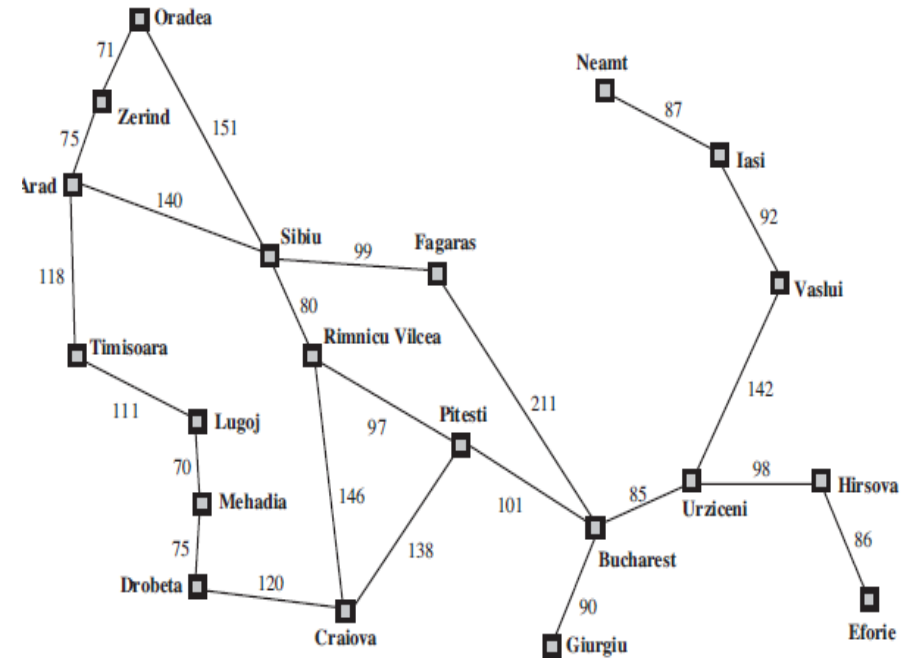 Oradea
71
Neamt
87
Zerind
151
75
Iasi
Arad
140
92
Sibiu
99
Fagaras
118
80
Vaslui
Timisoara
Rimnicu Vilcea
142
111
211
Lugoj
97
Pitesti
70
98
Hirsova
146
85
Mehadia
101
Urziceni
86
75
138
Bucharest
Drobeta
120
90
Craiova
Giurgiu
Eforie